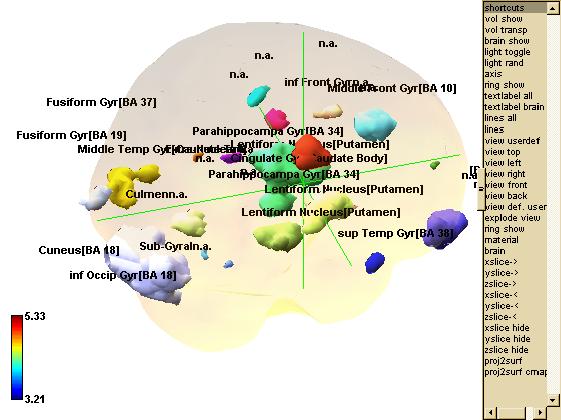 n.a.
n.a.
n.a.
inf Front Gyrn.a.
Middle Front Gyr[BA 10]
Fusiform Gyr[BA 37]
Parahippocampa Gyr[BA 34]
Fusiform Gyr[BA 19]
Lentiform Nucleus[Putamen]
Middle Temp Gyr
n.a.
Cingulate Gyr
Caudate Body]
Parahippocampa Gyr[BA 34]
Lentiform Nucleus[Putamen]
Culmenn.a.
Lentiform Nucleus[Putamen]
sup Temp Gyr[BA 38]
Cuneus[BA 18]
Sub-Gyraln.a.
inf Occip Gyr[BA 18]
5.33
3.21
shortcuts
vol show
vol transp
brain show
light toggle
light rand
axis
ring show
textlabel all
textlabel brain
lines all
lines
view userdef
view top
view left
view right
view front
view back
view def. user
explode view
ring show
material
brain
xslice->
yslice->
zslice->
xslice-<
yslice-<
zslice-<
xslice hide
yslice hide
zslice hide
proj2surf
proj2surf cmap